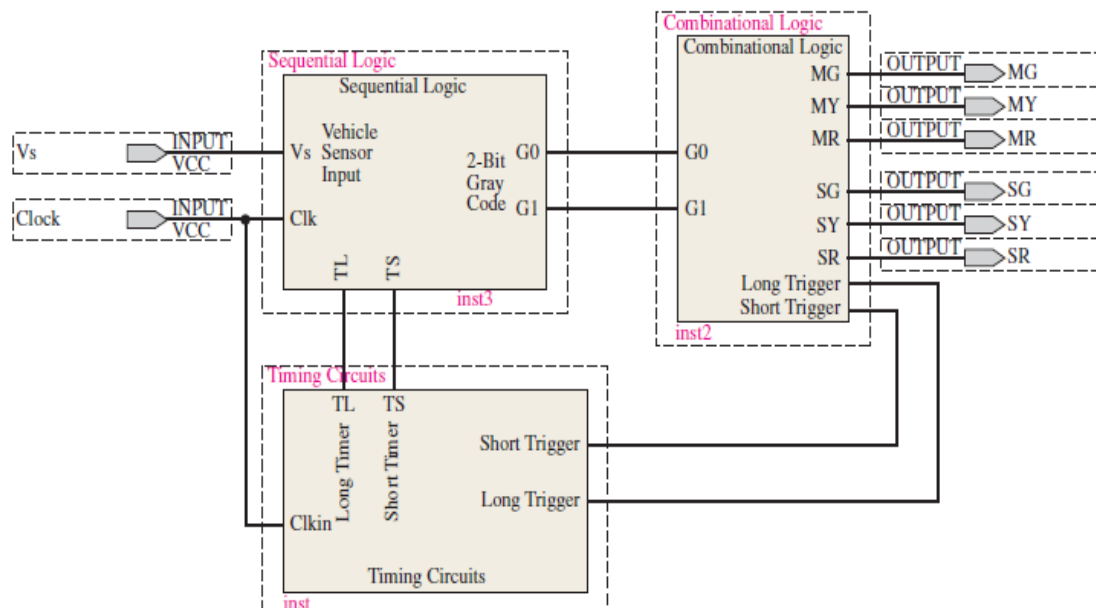 Combinational Logic
Sequential Logic
Combinational Logic
Sequential Logic
MG
OUTPUT
MG
MY
OUTPUT
MY
MR
OUTPUT
MR
Vs
INPUT
VCC
Vs
Vehicle
Sensor
Input
2-Bit
Gray
Code
G0
G1
G0
G1
SG
OUTPUT
SG
SY
OUTPUT
SY
SR
OUTPUT
SR
Clock
INPUT
VCC
Clk
TL
TS
inst3
Long Trigger
Short Trigger
inst2
Timing Circuits
TL
TS
Long Timer
Short Timer
Short Trigger
Long Trigger
Clkin
Timing Circuits
inst